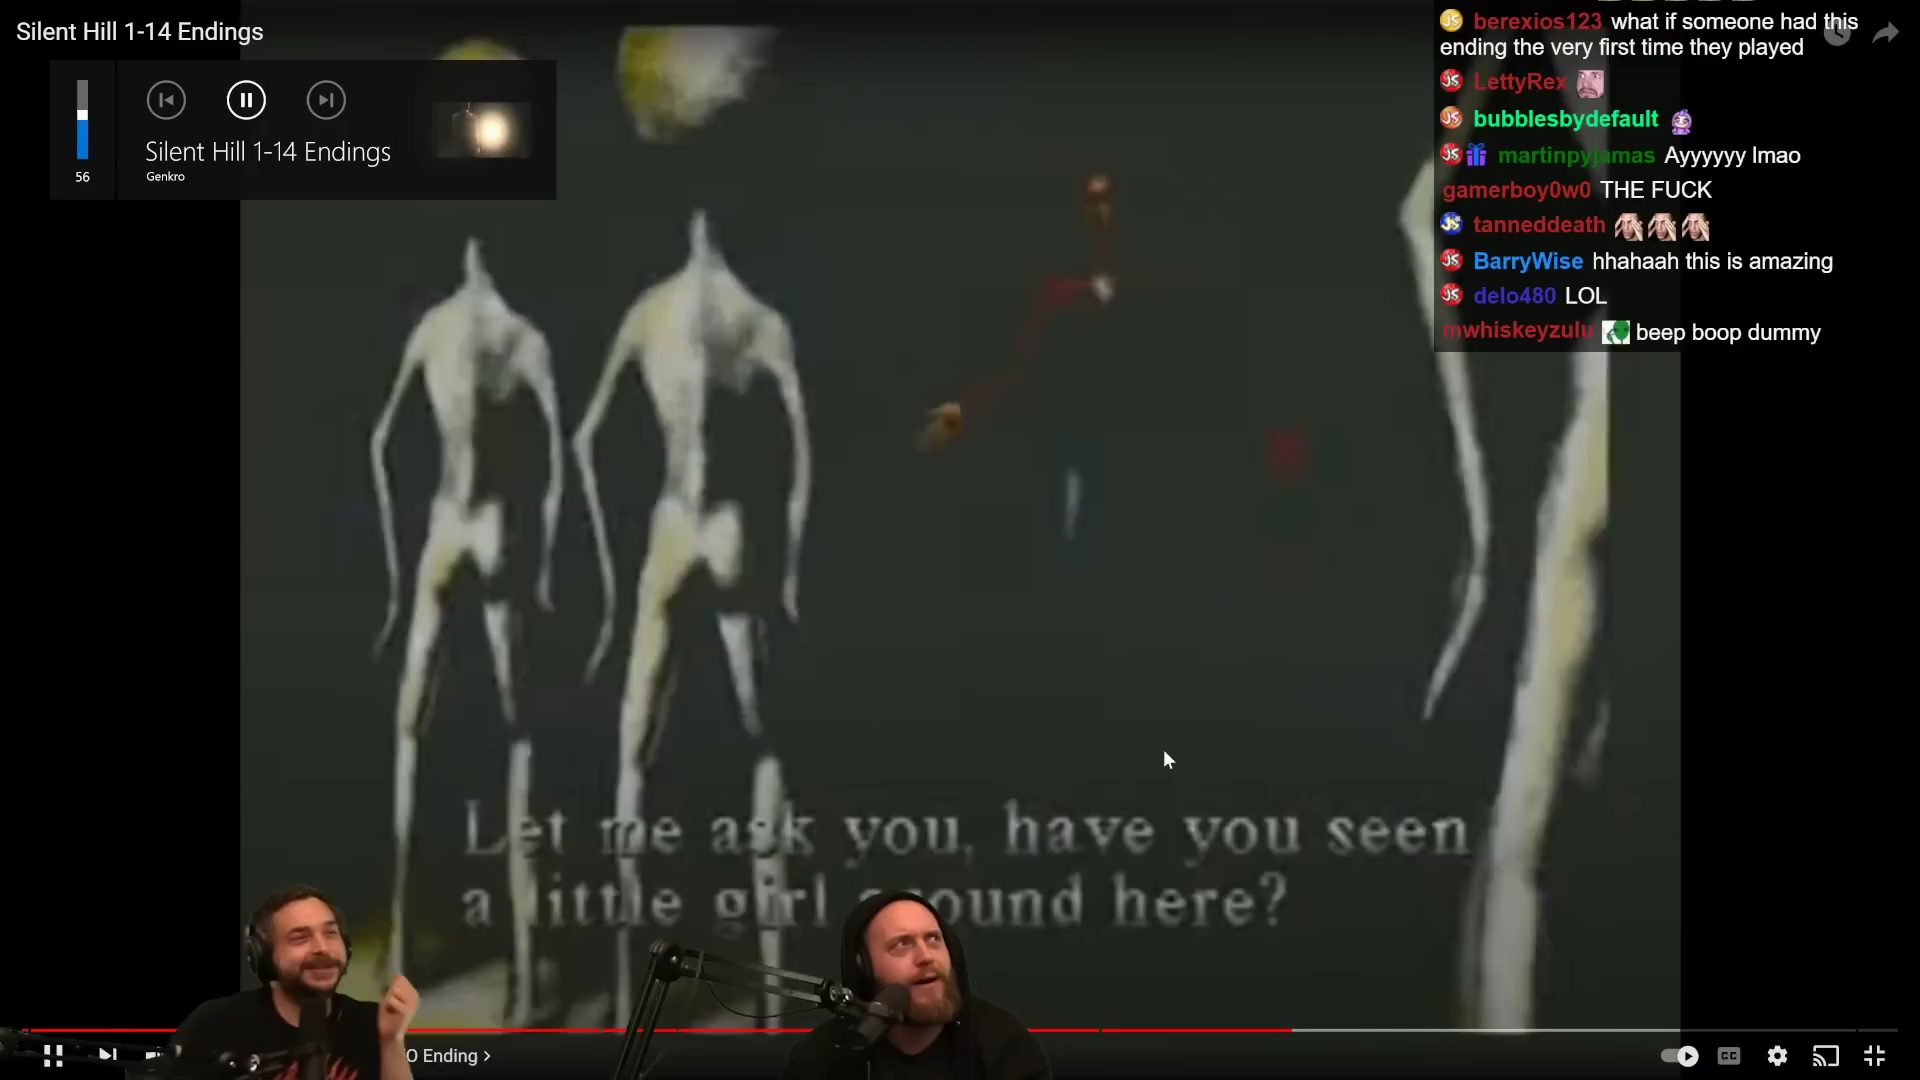 Silent Hill 1-14 Endings
Silent Hill 1-14 Endings
Genkro
56
berexios123 what if someone had this
ending the very first time they played
LettyRex
bubblesbydefault
martinpyjamas Ayyyyyy lmao
gamerboy0w0 THE FUCK
tanneddeath
BarryWise hhahaah this is amazing
delo480 LOL
mwhiskeyzulu beep boop dummy
Let me ask you, have you seen
a little girl around here?
O Ending >
CC